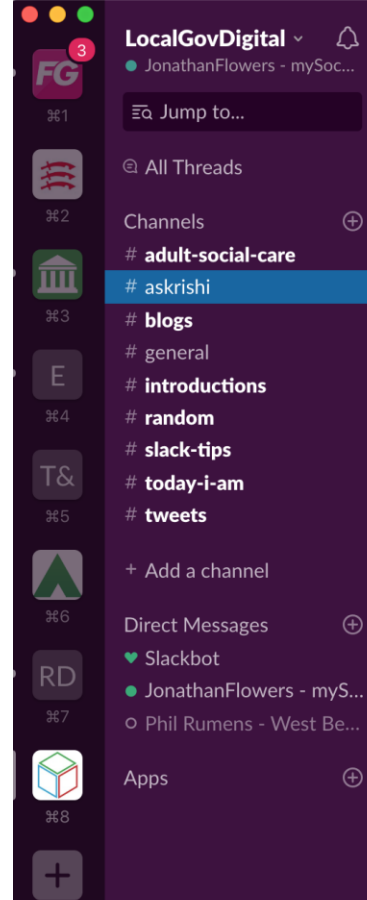 FG
3
⌘1
⌘2
⌘3
E
⌘4
T&
⌘5
⌘6
RD
⌘7
⌘8
+
LocalGovDigital
JonathanFlowers - mySoc...
Jump to...
All Threads
Channels
# adult-social-care
# askrishi
# blogs
# general
# introductions
# random
# slack-tips
# today-i-am
# tweets
+ Add a channel
Direct Messages
Slackbot
JonathanFlowers - myS...
Phil Rumens - West Be...
Apps